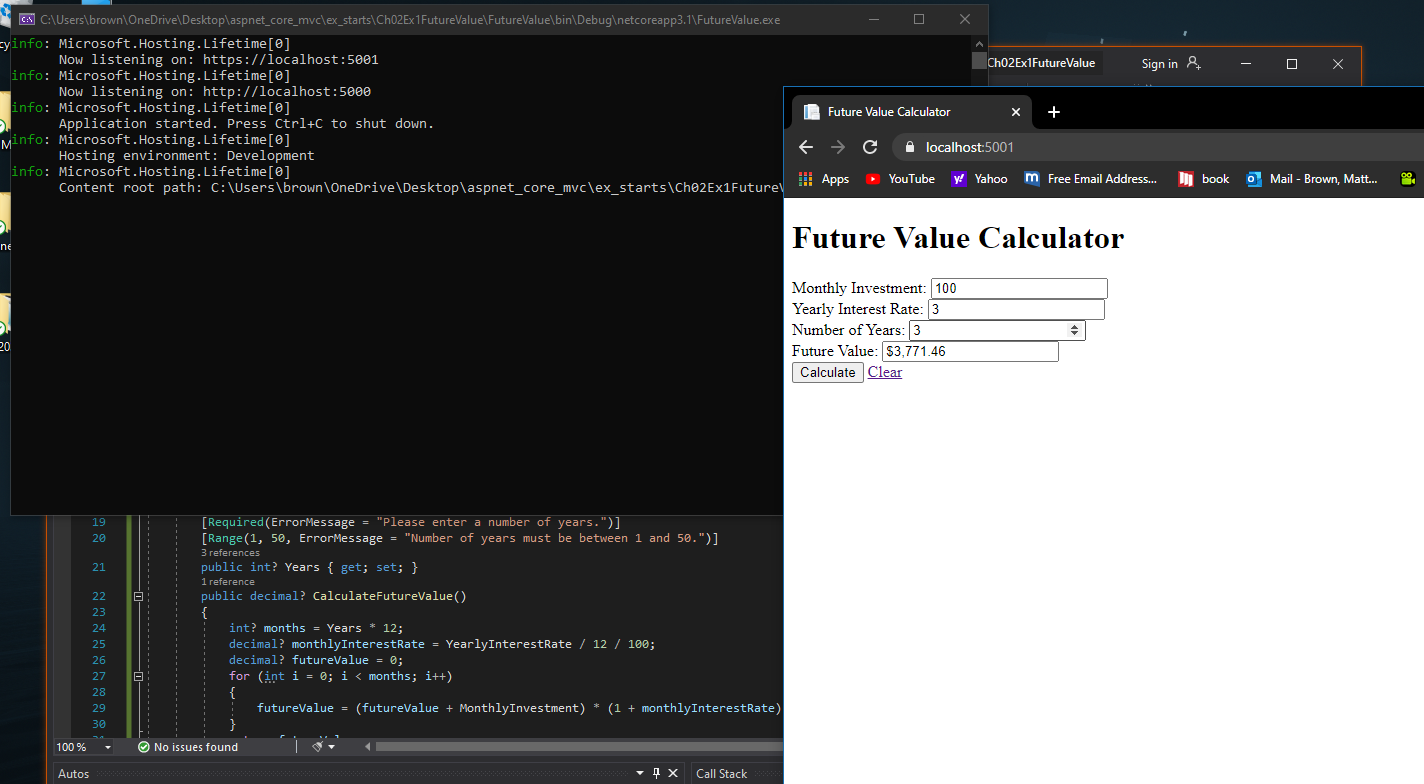 C:\Users\brown\OneDrive\Desktop\aspnet_core_mvc\ex_starts\Ch02Ex1FutureValue\FutureValue\bin\Debug\netcoreapp3.1\FutureValue.exe
info: Microsoft.Hosting.Lifetime[0]
Now listening on: https://localhost:5001
info: Microsoft.Hosting.Lifetime[0]
Now listening on: http://localhost:5000
info: Microsoft.Hosting.Lifetime[0]
Application started. Press Ctrl+C to shut down.
info: Microsoft.Hosting.Lifetime[0]
Hosting environment: Development
info: Microsoft.Hosting.Lifetime[0]
Content root path: C:\Users\brown\OneDrive\Desktop\aspnet_core_mvc\ex_starts\Ch02Ex1Future\
Ch02Ex1FutureValue Sign in
Future Value Calculator
localhost:5001
Apps YouTube Yahoo Free Email Address... book Mail - Brown, Matt...
Future Value Calculator
Monthly Investment: 100
Yearly Interest Rate: 3
Number of Years: 3
Future Value: $3,771.46
Calculate Clear
19 [Required(ErrorMessage = "Please enter a number of years.")]
20 [Range(1, 50, ErrorMessage = "Number of years must be between 1 and 50.")]
3 references
21 public int? Years { get; set; }
1 reference
22 public decimal? CalculateFutureValue()
23 {
24 int? months = Years * 12;
25 decimal? monthlyInterestRate = YearlyInterestRate / 12 / 100;
26 decimal? futureValue = 0;
27 for (int i = 0; i < months; i++)
28 {
29 futureValue = (futureValue + MonthlyInvestment) * (1 + monthlyInterestRate)
30 }
100 % No issues found
Autos Call Stack